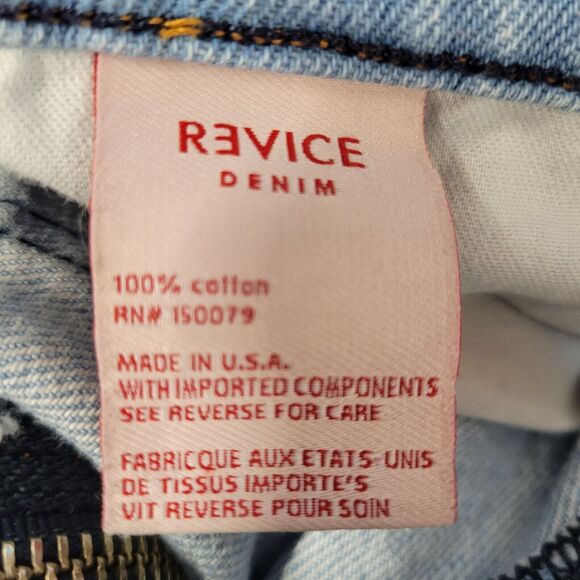 RƎVICE
DENIM
100% cotton
RN# 150079
MADE IN U.S.A.
WITH IMPORTED COMPONENTS
SEE REVERSE FOR CARE
FABRICQUE AUX ETATS-UNIS
DE TISSUS IMPORTE'S
VIT REVERSE POUR SOIN